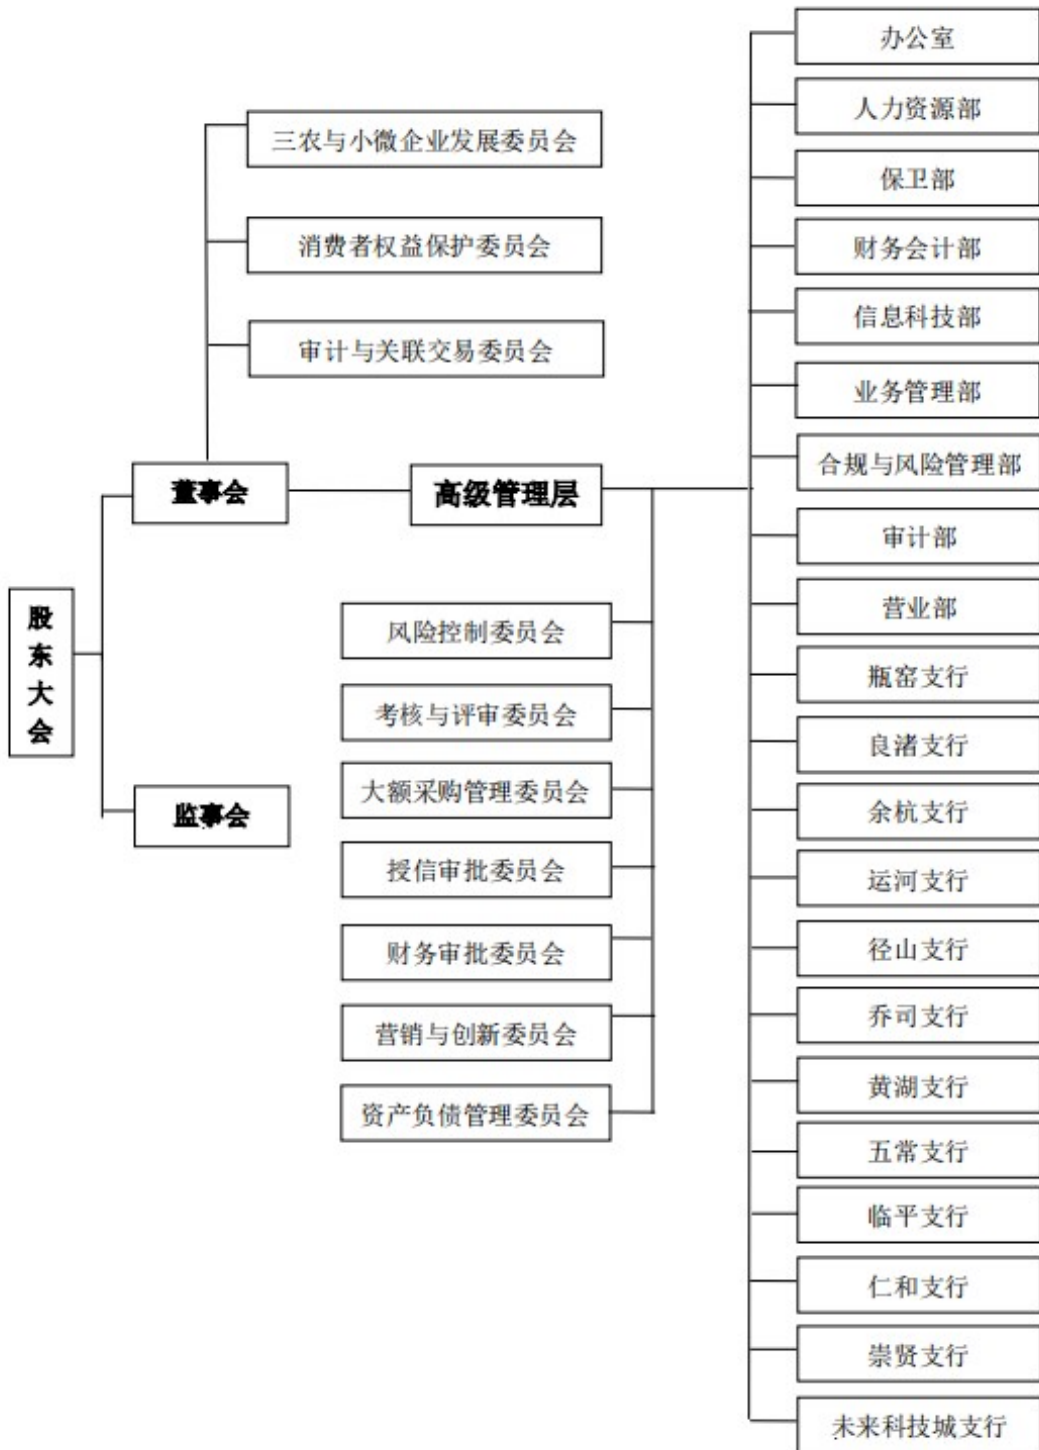 三农与小微企业发展委员会
消费者权益保护委员会
审计与关联交易委员会
董事会
高级管理层
股东大会
监事会
风险控制委员会
考核与评审委员会
大额采购管理委员会
授信审批委员会
财务审批委员会
营销与创新委员会
资产负债管理委员会
办公室
人力资源部
保卫部
财务会计部
信息科技部
业务管理部
合规与风险管理部
审计部
营业部
瓶窑支行
良渚支行
余杭支行
运河支行
径山支行
乔司支行
黄湖支行
五常支行
临平支行
仁和支行
崇贤支行
未来科技城支行